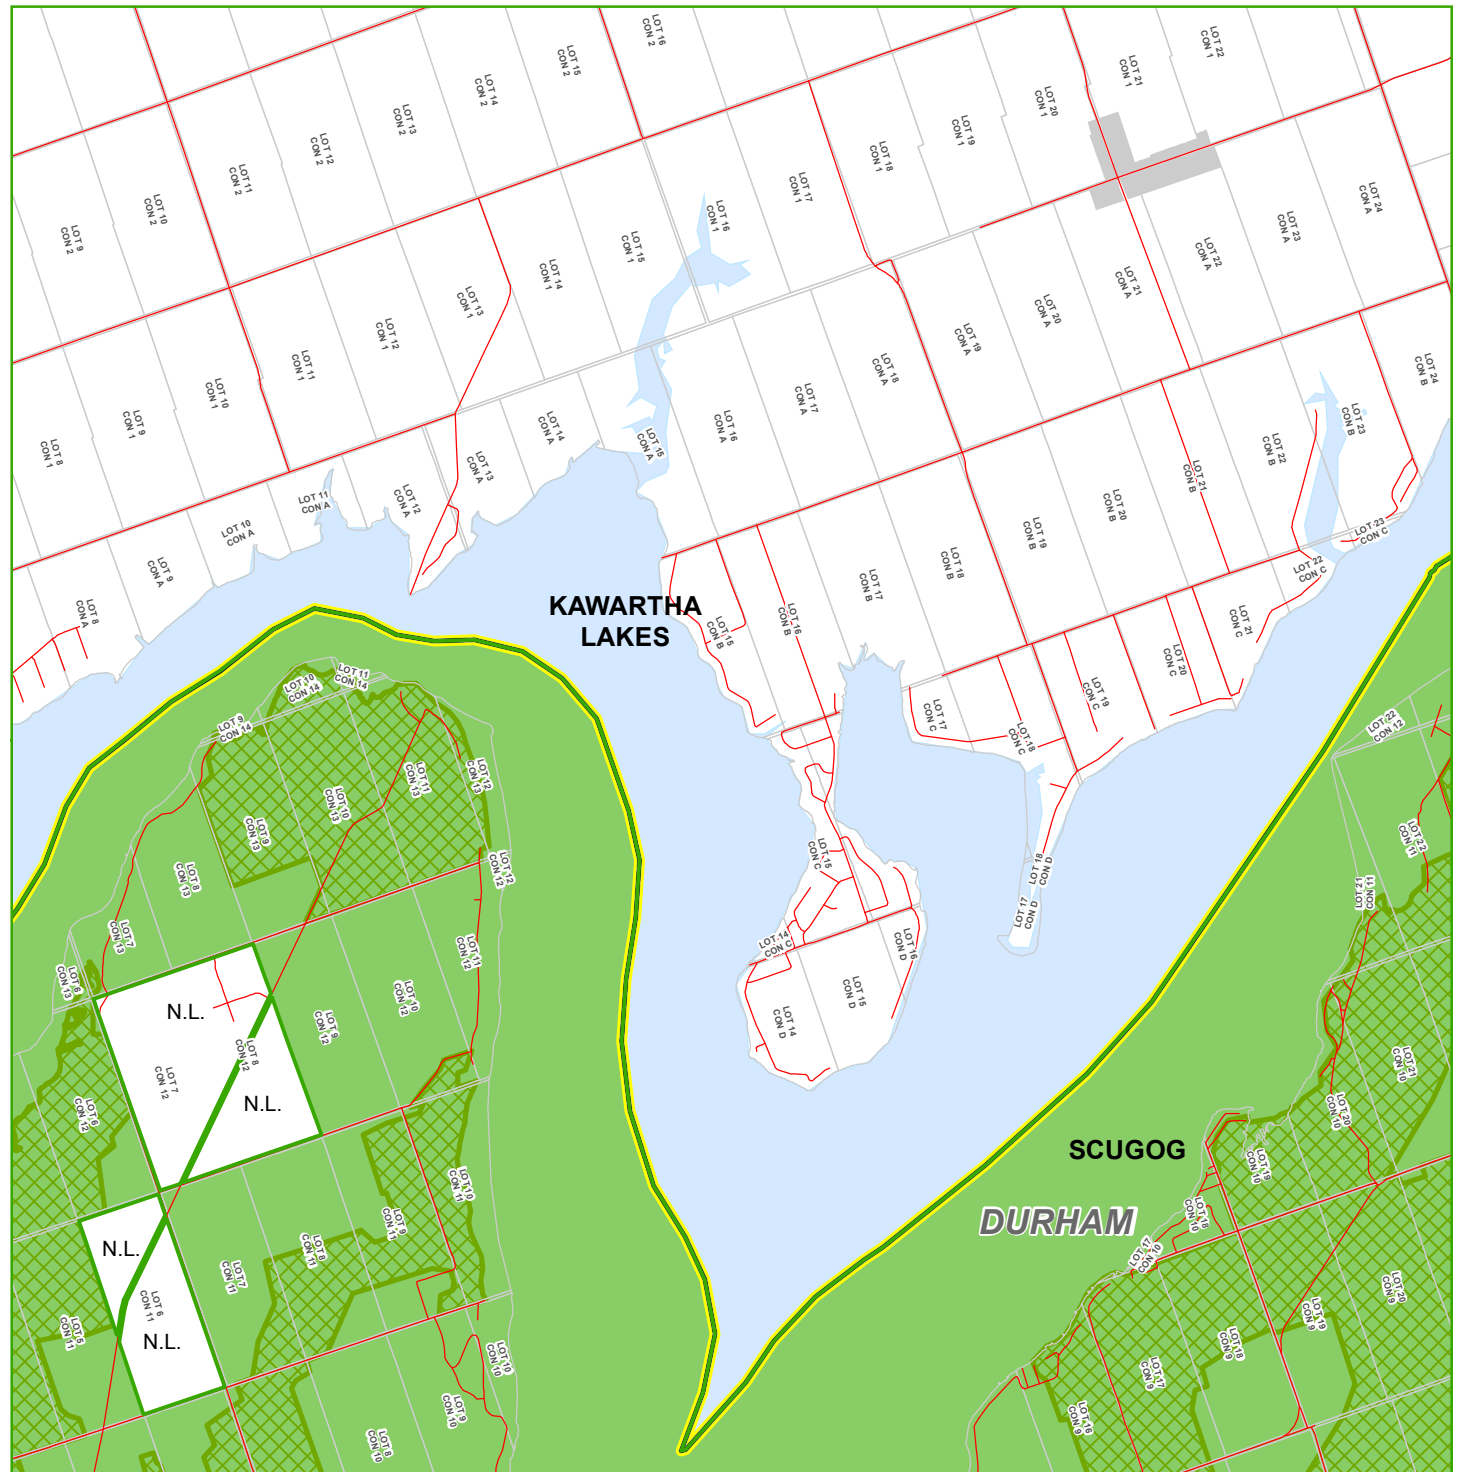 LOT 16
CON 2
LOT 15
CON 2
LOT 14
CON 2
LOT 13
CON 2
LOT 12
CON 2
LOT 11
CON 2
LOT 10
CON 2
LOT 9
CON 2
LOT 22
CON 1
LOT 21
CON 1
LOT 20
CON 1
LOT 19
CON 1
LOT 18
CON 1
LOT 17
CON 1
LOT 16
CON 1
LOT 15
CON 1
LOT 14
CON 1
LOT 13
CON 1
LOT 12
CON 1
LOT 11
CON 1
LOT 10
CON 1
LOT 9
CON 1
LOT 8
CON 1
LOT 24
CON A
LOT 23
CON A
LOT 22
CON A
LOT 21
CON A
LOT 20
CON A
LOT 19
CON A
LOT 18
CON A
LOT 17
CON A
LOT 16
CON A
LOT 15
CON A
LOT 14
CON A
LOT 13
CON A
LOT 12
CON A
LOT 11
CON A
LOT 10
CON A
LOT 9
CON A
LOT 8
CON A
LOT 24
CON B
LOT 23
CON B
LOT 22
CON B
LOT 21
CON B
LOT 20
CON B
LOT 19
CON B
LOT 18
CON B
LOT 17
CON B
LOT 16
CON B
LOT 15
CON B
KAWARTHA
LAKES
LOT 23
CON C
LOT 22
CON C
LOT 21
CON C
LOT 20
CON C
LOT 19
CON C
LOT 18
CON C
LOT 17
CON C
LOT 15
CON C
LOT 14
CON C
LOT 18
CON D
LOT 17
CON D
LOT 16
CON D
LOT 15
CON D
LOT 14
CON D
LOT 11
CON 14
LOT 10
CON 14
LOT 9
CON 14
LOT 12
CON 13
LOT 11
CON 13
LOT 10
CON 13
LOT 9
CON 13
LOT 8
CON 13
LOT 7
CON 13
LOT 6
CON 13
LOT 12
CON 12
LOT 11
CON 12
LOT 10
CON 12
LOT 9
CON 12
LOT 8
CON 12
LOT 7
CON 12
LOT 6
CON 12
N.L.
N.L.
LOT 10
CON 11
LOT 9
CON 11
LOT 8
CON 11
LOT 7
CON 11
LOT 6
CON 11
LOT 5
CON 11
N.L.
N.L.
LOT 10
CON 10
LOT 9
CON 10
LOT 8
CON 10
LOT 22
CON 12
LOT 22
CON 11
LOT 21
CON 11
LOT 21
CON 10
LOT 20
CON 10
LOT 19
CON 10
LOT 18
CON 10
LOT 17
CON 10
SCUGOG
DURHAM
LOT 20
CON 9
LOT 19
CON 9
LOT 18
CON 9
LOT 17
CON 9
LOT 16
CON 9